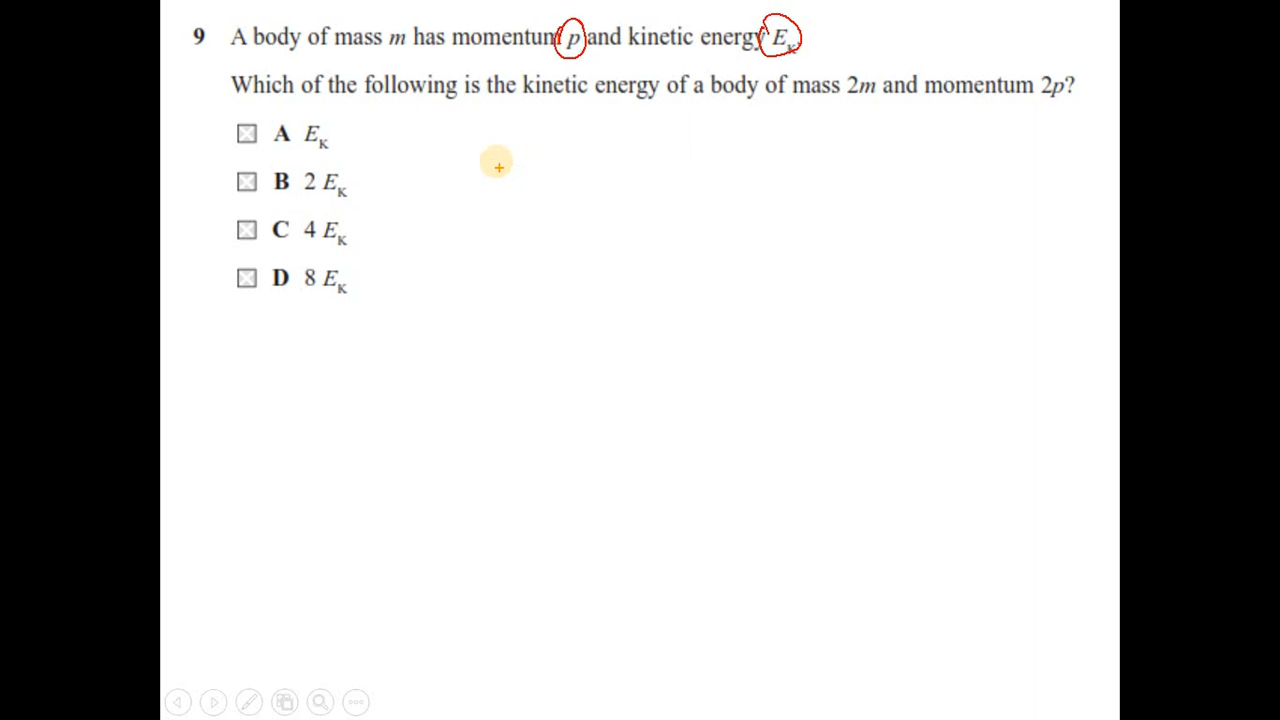 9 A body of mass m has momentum p and kinetic energy Eₖ.
Which of the following is the kinetic energy of a body of mass 2m and momentum 2p?
A Eₖ
B 2 Eₖ
C 4 Eₖ
D 8 Eₖ